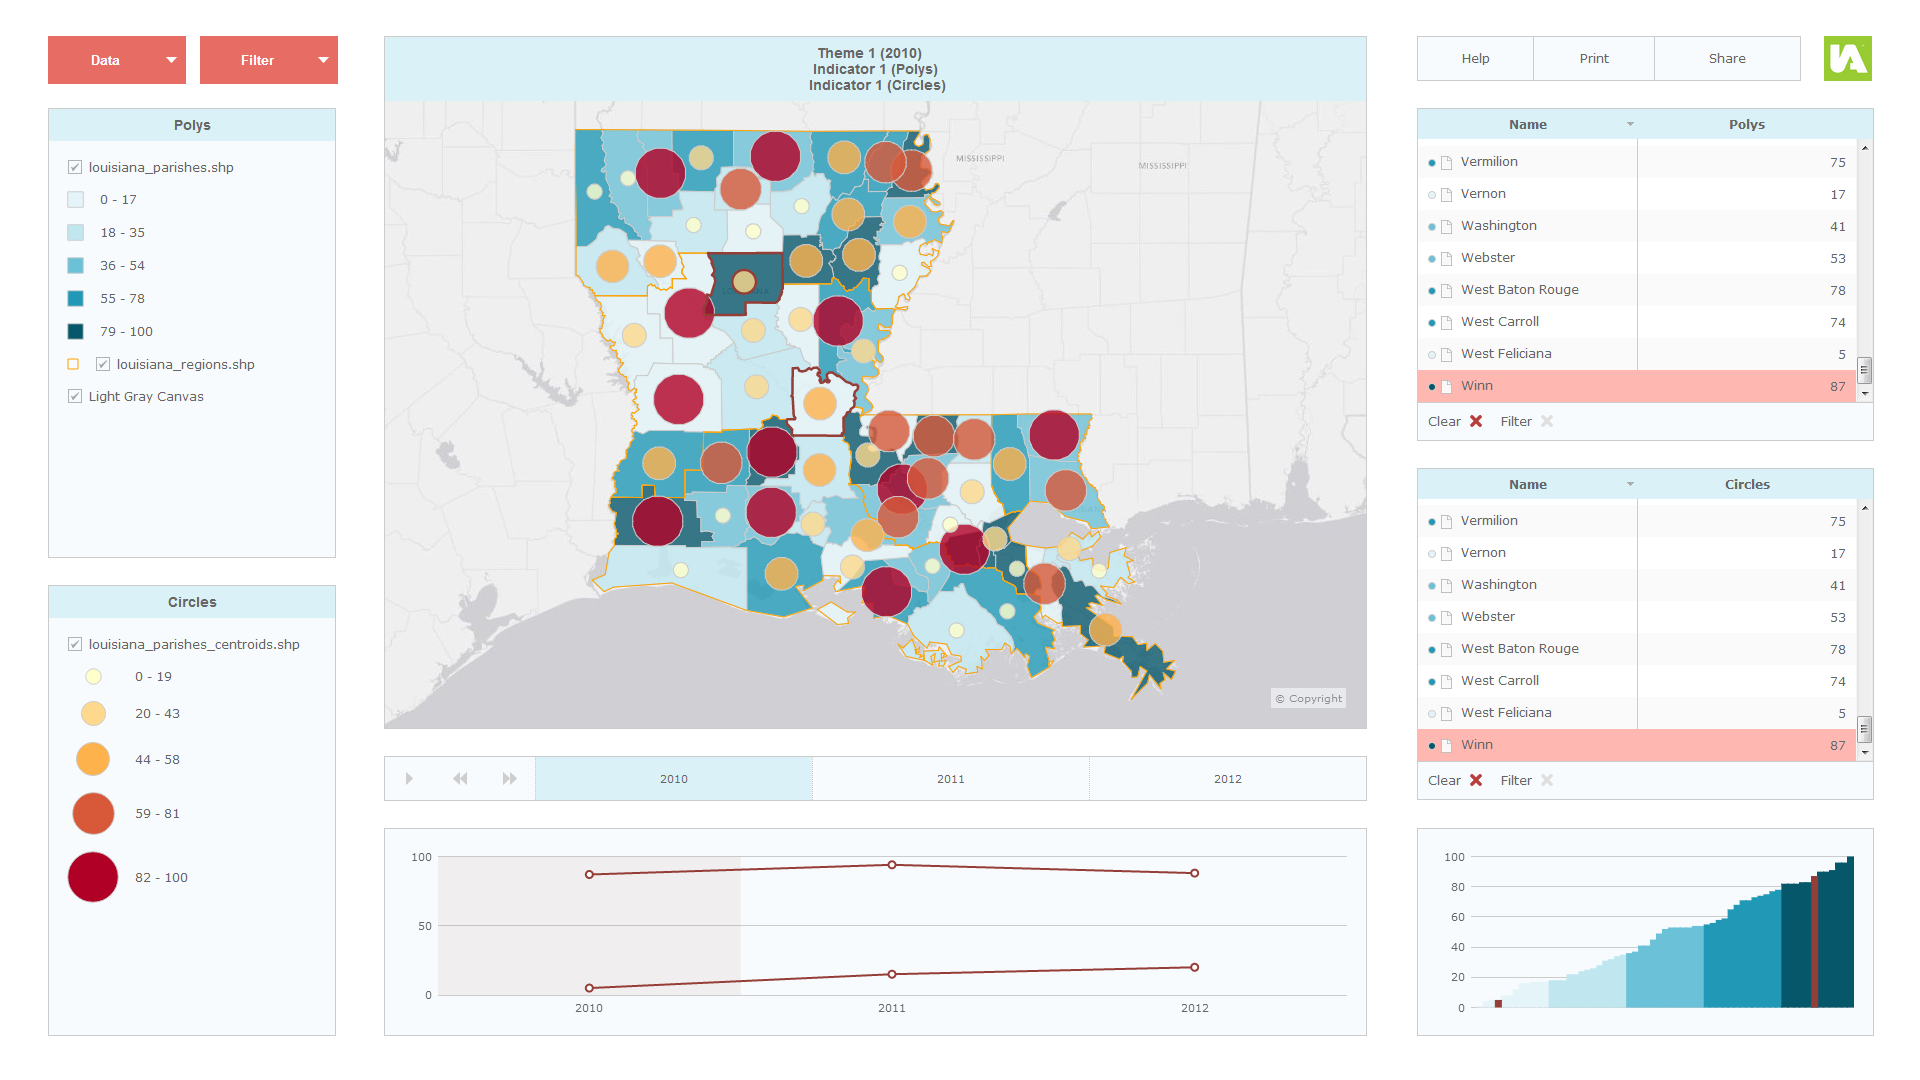 Data
Filter
Theme 1 (2010)
Indicator 1 (Polys)
Indicator 1 (Circles)
Help
Print
Share
Polys
louisiana_parishes.shp
0 - 17
18 - 35
36 - 54
55 - 78
79 - 100
louisiana_regions.shp
Light Gray Canvas
Circles
louisiana_parishes_centroids.shp
0 - 19
20 - 43
44 - 58
59 - 81
82 - 100
MISSISSIPPI
MISSISSIPPI
© Copyright
2010
2011
2012
100
50
0
2010
2011
2012
Name
Polys
Vermilion 75
Vernon 17
Washington 41
Webster 53
West Baton Rouge 78
West Carroll 74
West Feliciana 5
Winn 87
Clear
Filter
Name
Circles
Vermilion 75
Vernon 17
Washington 41
Webster 53
West Baton Rouge 78
West Carroll 74
West Feliciana 5
Winn 87
Clear
Filter
100
80
60
40
20
0